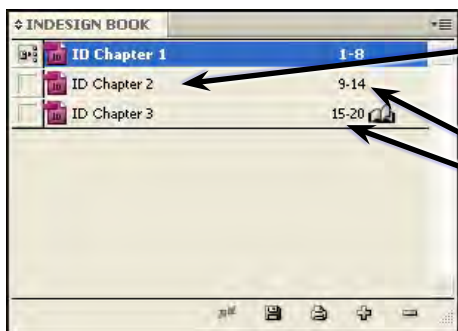 INDESIGN BOOK
ID Chapter 1 1-8
ID Chapter 2 9-14
ID Chapter 3 15-20